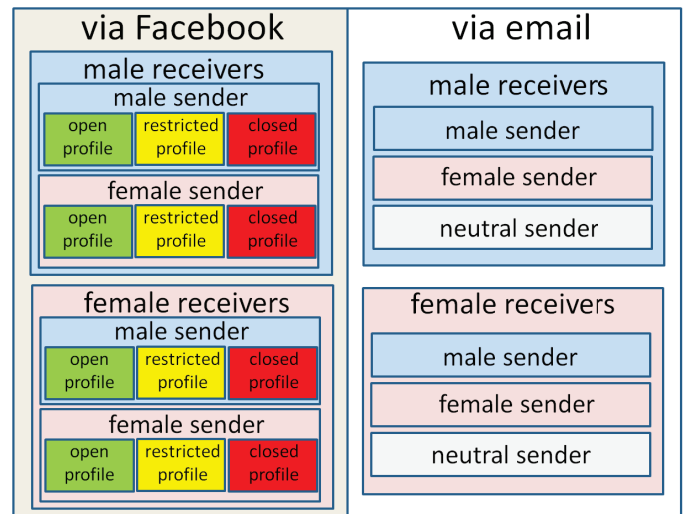 via Facebook
male receivers
male sender
open profile
restricted profile
closed profile
female sender
open profile
restricted profile
closed profile
female receivers
male sender
open profile
restricted profile
closed profile
female sender
open profile
restricted profile
closed profile
via email
male receivers
male sender
female sender
neutral sender
female receivers
male sender
female sender
neutral sender